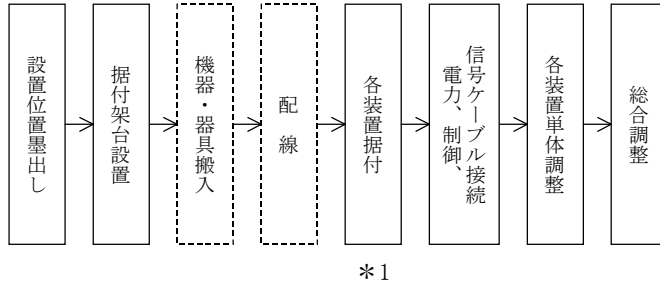 設置位置墨出し
据付架台設置
機器・器具搬入
配線
各装置据付
電力、制御、
信号ケーブル接続
各装置単体調整
総合調整
＊1